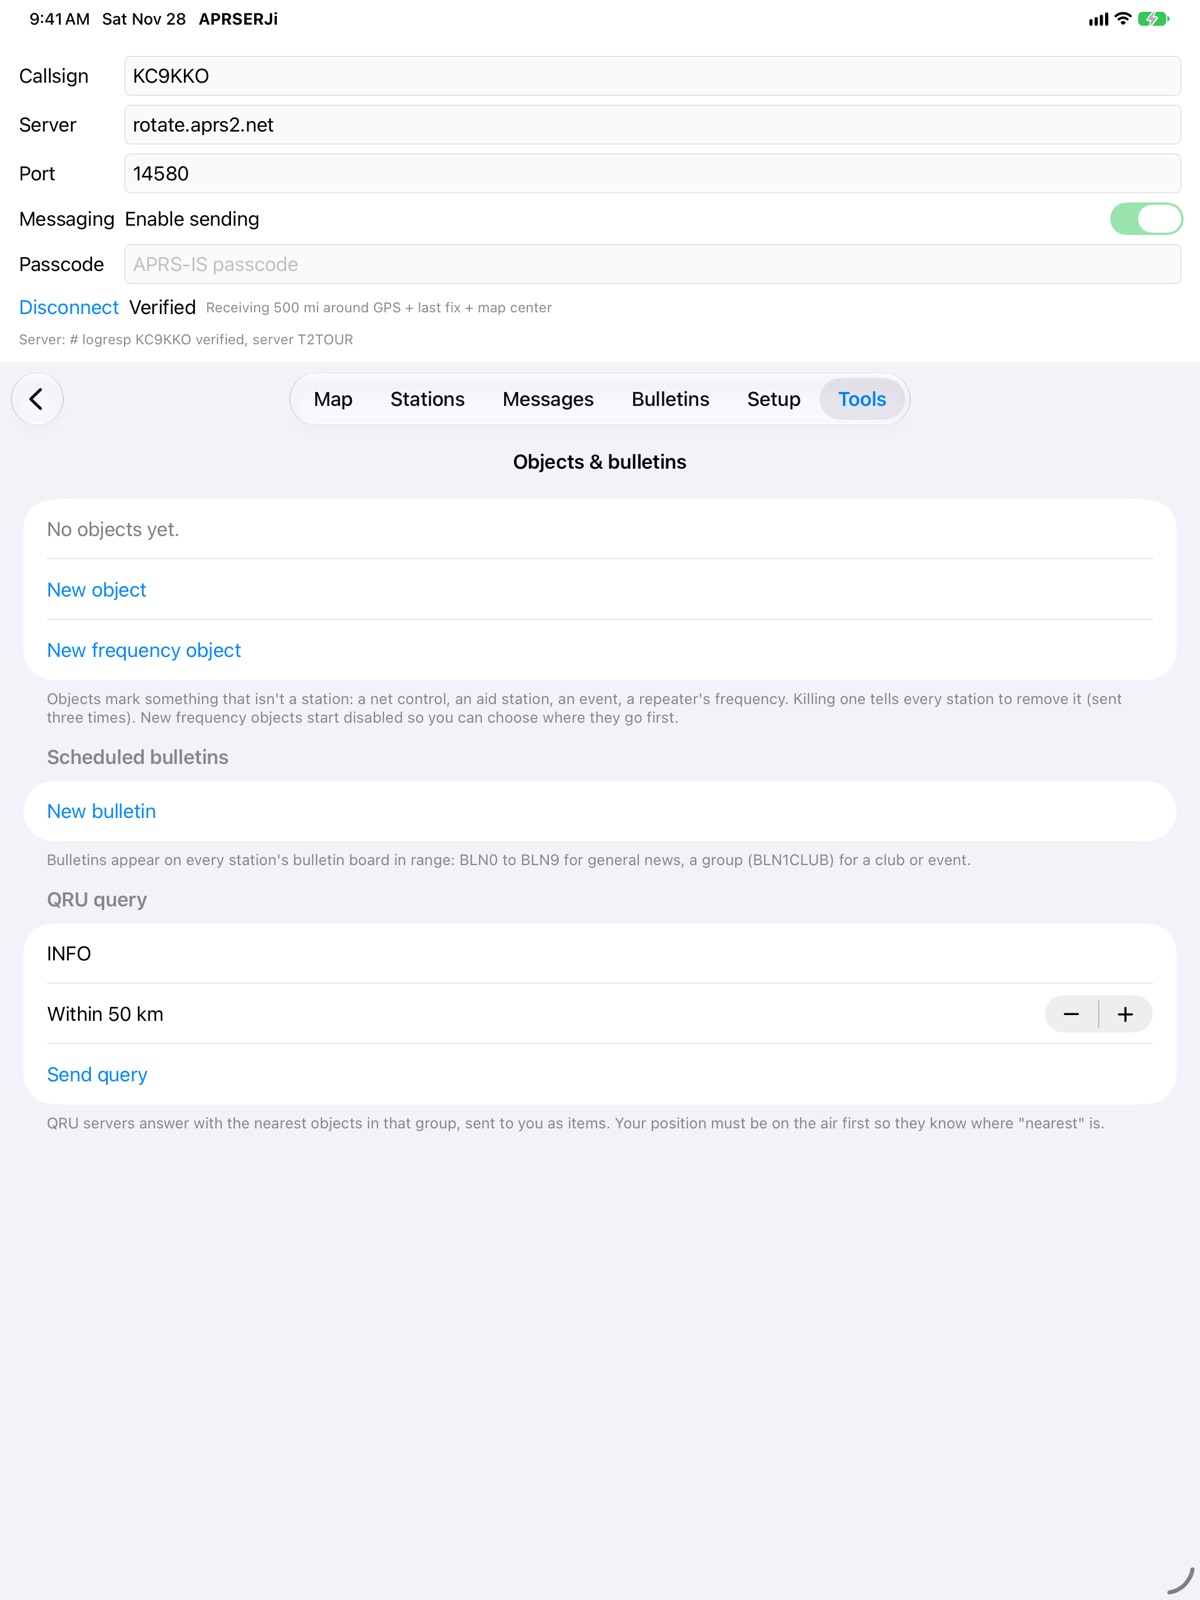 9:41 AM Sat Nov 28 APRSERJi
Callsign KC9KKO
Server rotate.aprs2.net
Port 14580
Messaging Enable sending
Passcode APRS-IS passcode
Disconnect Verified Receiving 500 mi around GPS + last fix + map center
Server: # logresp KC9KKO verified, server T2TOUR
Map Stations Messages Bulletins Setup Tools
Objects & bulletins
No objects yet.
New object
New frequency object
Objects mark something that isn't a station: a net control, an aid station, an event, a repeater's frequency. Killing one tells every station to remove it (sent
three times). New frequency objects start disabled so you can choose where they go first.
Scheduled bulletins
New bulletin
Bulletins appear on every station's bulletin board in range: BLN0 to BLN9 for general news, a group (BLN1CLUB) for a club or event.
QRU query
INFO
Within 50 km
Send query
QRU servers answer with the nearest objects in that group, sent to you as items. Your position must be on the air first so they know where "nearest" is.